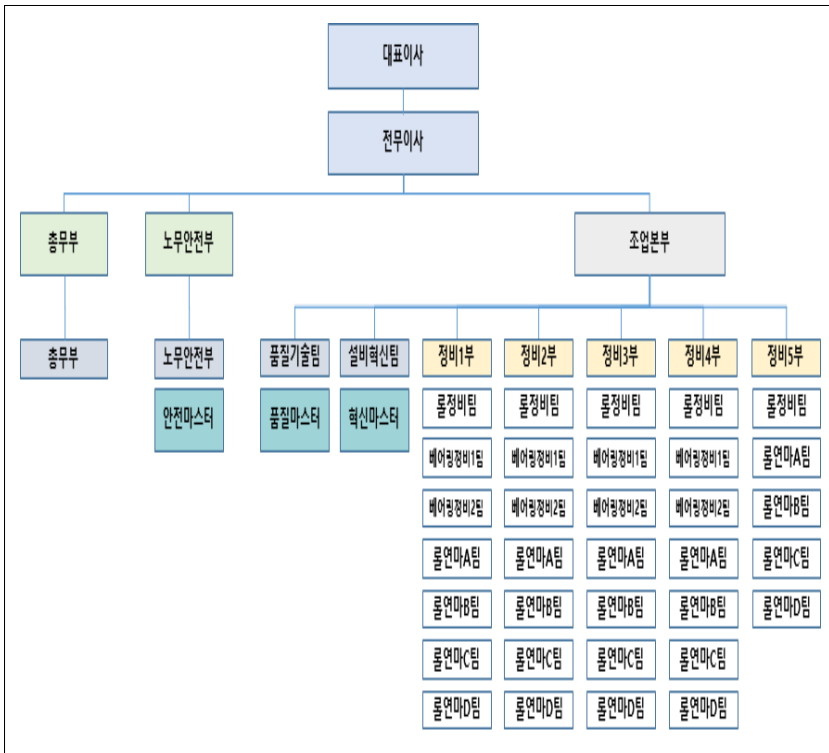 대표이사
전무이사
총무부 노무안전부 조업본부
총무부 노무안전부 품질기술팀 설비혁신팀 정비1부 정비2부 정비3부 정비4부 정비5부
안전마스터 품질마스터 혁신마스터 롤정비팀 롤정비팀 롤정비팀 롤정비팀 롤정비팀
베어링정비1팀 베어링정비1팀 베어링정비1팀 베어링정비1팀 롤연마A팀
베어링정비2팀 베어링정비2팀 베어링정비2팀 베어링정비2팀 롤연마B팀
롤연마A팀 롤연마A팀 롤연마A팀 롤연마A팀 롤연마C팀
롤연마B팀 롤연마B팀 롤연마B팀 롤연마B팀 롤연마D팀
롤연마C팀 롤연마C팀 롤연마C팀 롤연마C팀
롤연마D팀 롤연마D팀 롤연마D팀 롤연마D팀